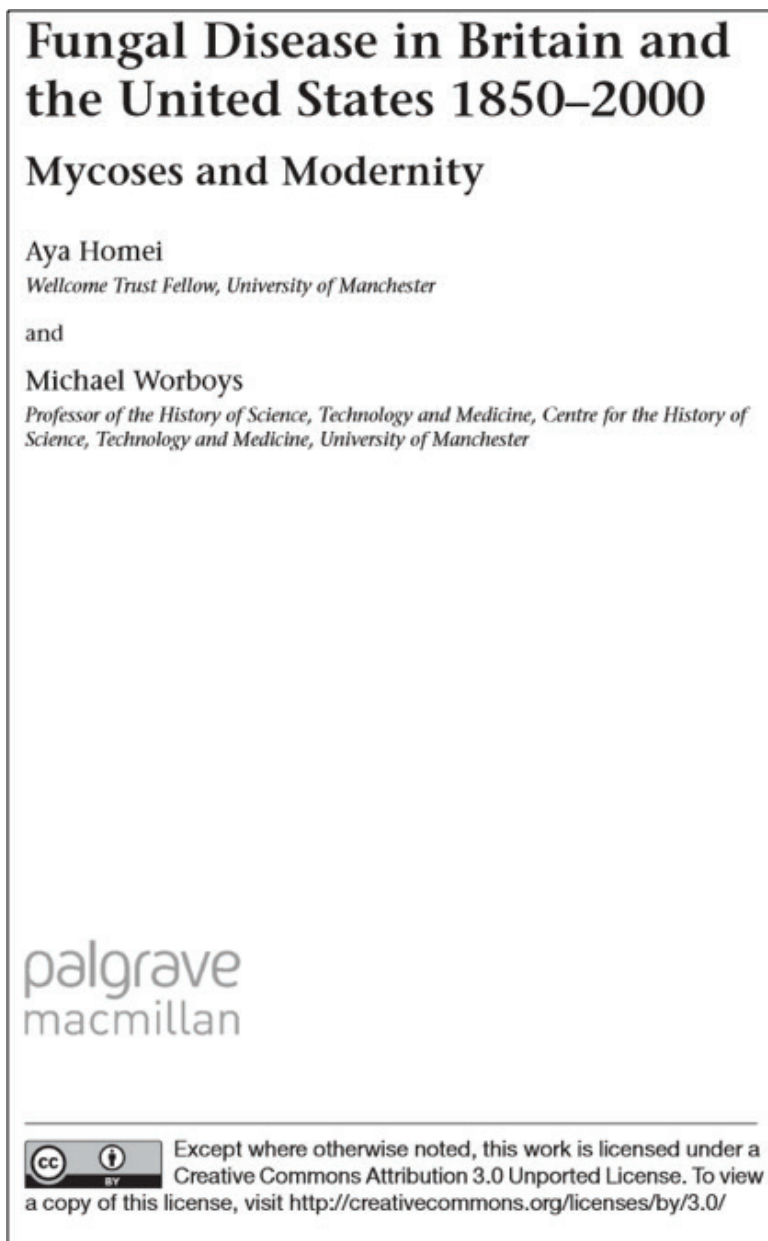 Fungal Disease in Britain and
the United States 1850–2000
Mycoses and Modernity
Aya Homei
Wellcome Trust Fellow, University of Manchester
and
Michael Worboys
Professor of the History of Science, Technology and Medicine, Centre for the History of
Science, Technology and Medicine, University of Manchester
palgrave
macmillan
cc
BY
Except where otherwise noted, this work is licensed under a
Creative Commons Attribution 3.0 Unported License. To view
a copy of this license, visit http://creativecommons.org/licenses/by/3.0/